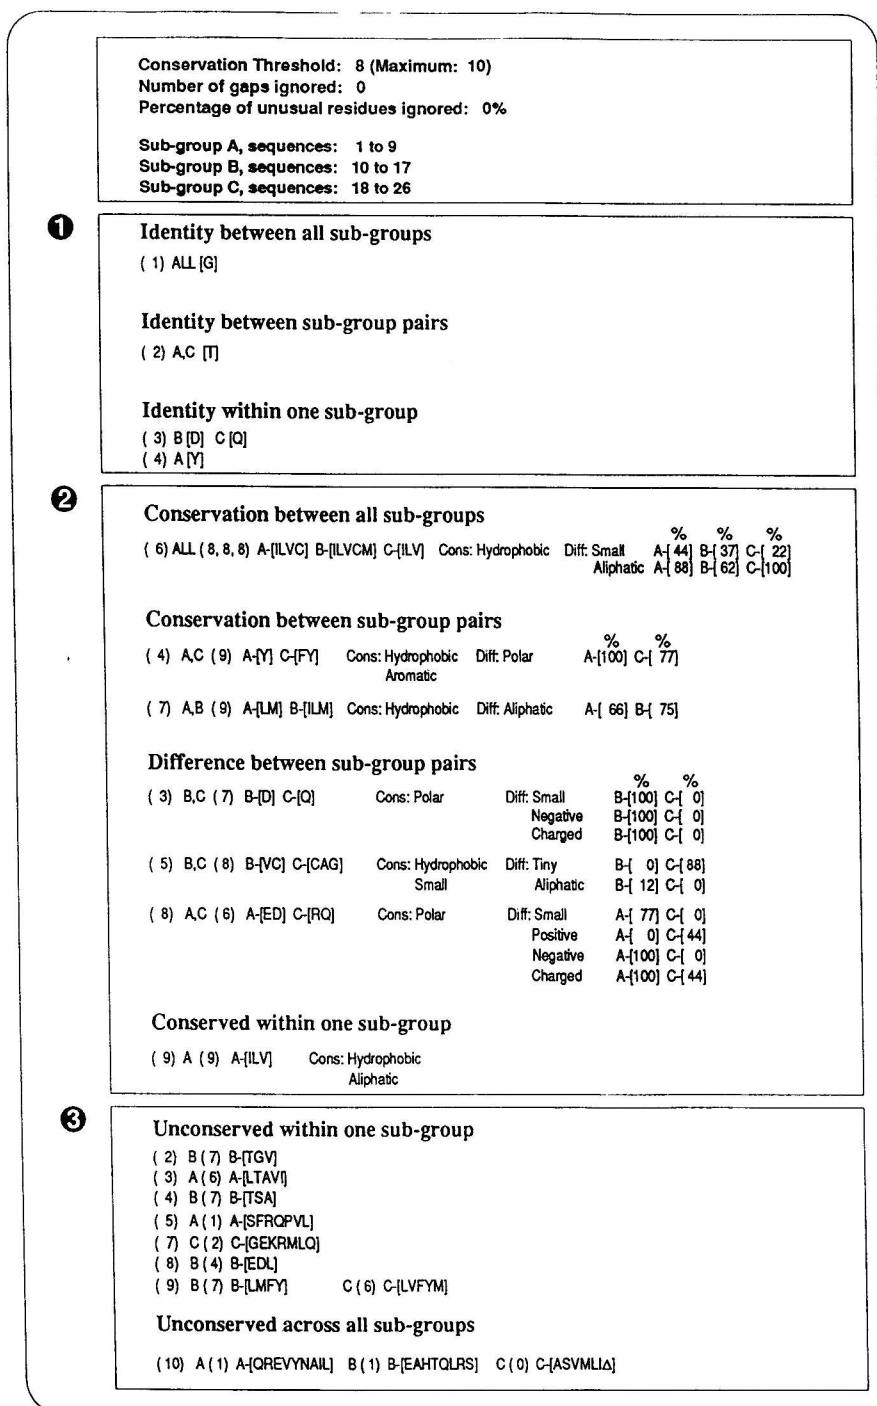 Conservation Threshold: 8 (Maximum: 10)
Number of gaps ignored: 0
Percentage of unusual residues ignored: 0%
Sub-group A, sequences: 1 to 9
Sub-group B, sequences: 10 to 17
Sub-group C, sequences: 18 to 26
❶
Identity between all sub-groups
( 1) ALL [G]
Identity between sub-group pairs
( 2) A,C [T]
Identity within one sub-group
( 3) B [D] C [Q]
( 4) A [Y]
❷
Conservation between all sub-groups
% % %
( 6) ALL ( 8, 8, 8) A-[ILVC] B-[ILVCM] C-[ILV] Cons: Hydrophobic Diff: Small A-[ 44] B-[ 37] C-[ 22]
Aliphatic A-[ 88] B-[ 62] C-[100]
Conservation between sub-group pairs
% %
( 4) A,C (9) A-[Y] C-[FY] Cons: Hydrophobic Diff: Polar A-[100] C-[ 77]
Aromatic
( 7) A,B (9) A-[LM] B-[ILM] Cons: Hydrophobic Diff: Aliphatic A-[ 66] B-[ 75]
Difference between sub-group pairs
% %
( 3) B,C (7) B-[D] C-[Q] Cons: Polar Diff: Small B-[100] C-[ 0]
Negative B-[100] C-[ 0]
Charged B-[100] C-[ 0]
( 5) B,C (8) B-[VC] C-[CAG] Cons: Hydrophobic Diff: Tiny B-[ 0] C-[ 88]
Small Aliphatic B-[ 12] C-[ 0]
( 8) A,C (6) A-[ED] C-[RQ] Cons: Polar Diff: Small A-[ 77] C-[ 0]
Positive A-[ 0] C-[ 44]
Negative A-[100] C-[ 0]
Charged A-[100] C-[ 44]
Conserved within one sub-group
( 9) A (9) A-[ILV] Cons: Hydrophobic
Aliphatic
❸
Unconserved within one sub-group
( 2) B (7) B-[TGV]
( 3) A (6) A-[LTAVI]
( 4) B (7) B-[TSA]
( 5) A (1) A-[SFRQPVL]
( 7) C (2) C-[GEKRMLQ]
( 8) B (4) B-[EDL]
( 9) B (7) B-[LMFY] C (6) C-[LVFYM]
Unconserved across all sub-groups
(10) A (1) A-[QREVYNAIL] B (1) B-[EAHTQLRS] C (0) C-[ASVMLIΔ]